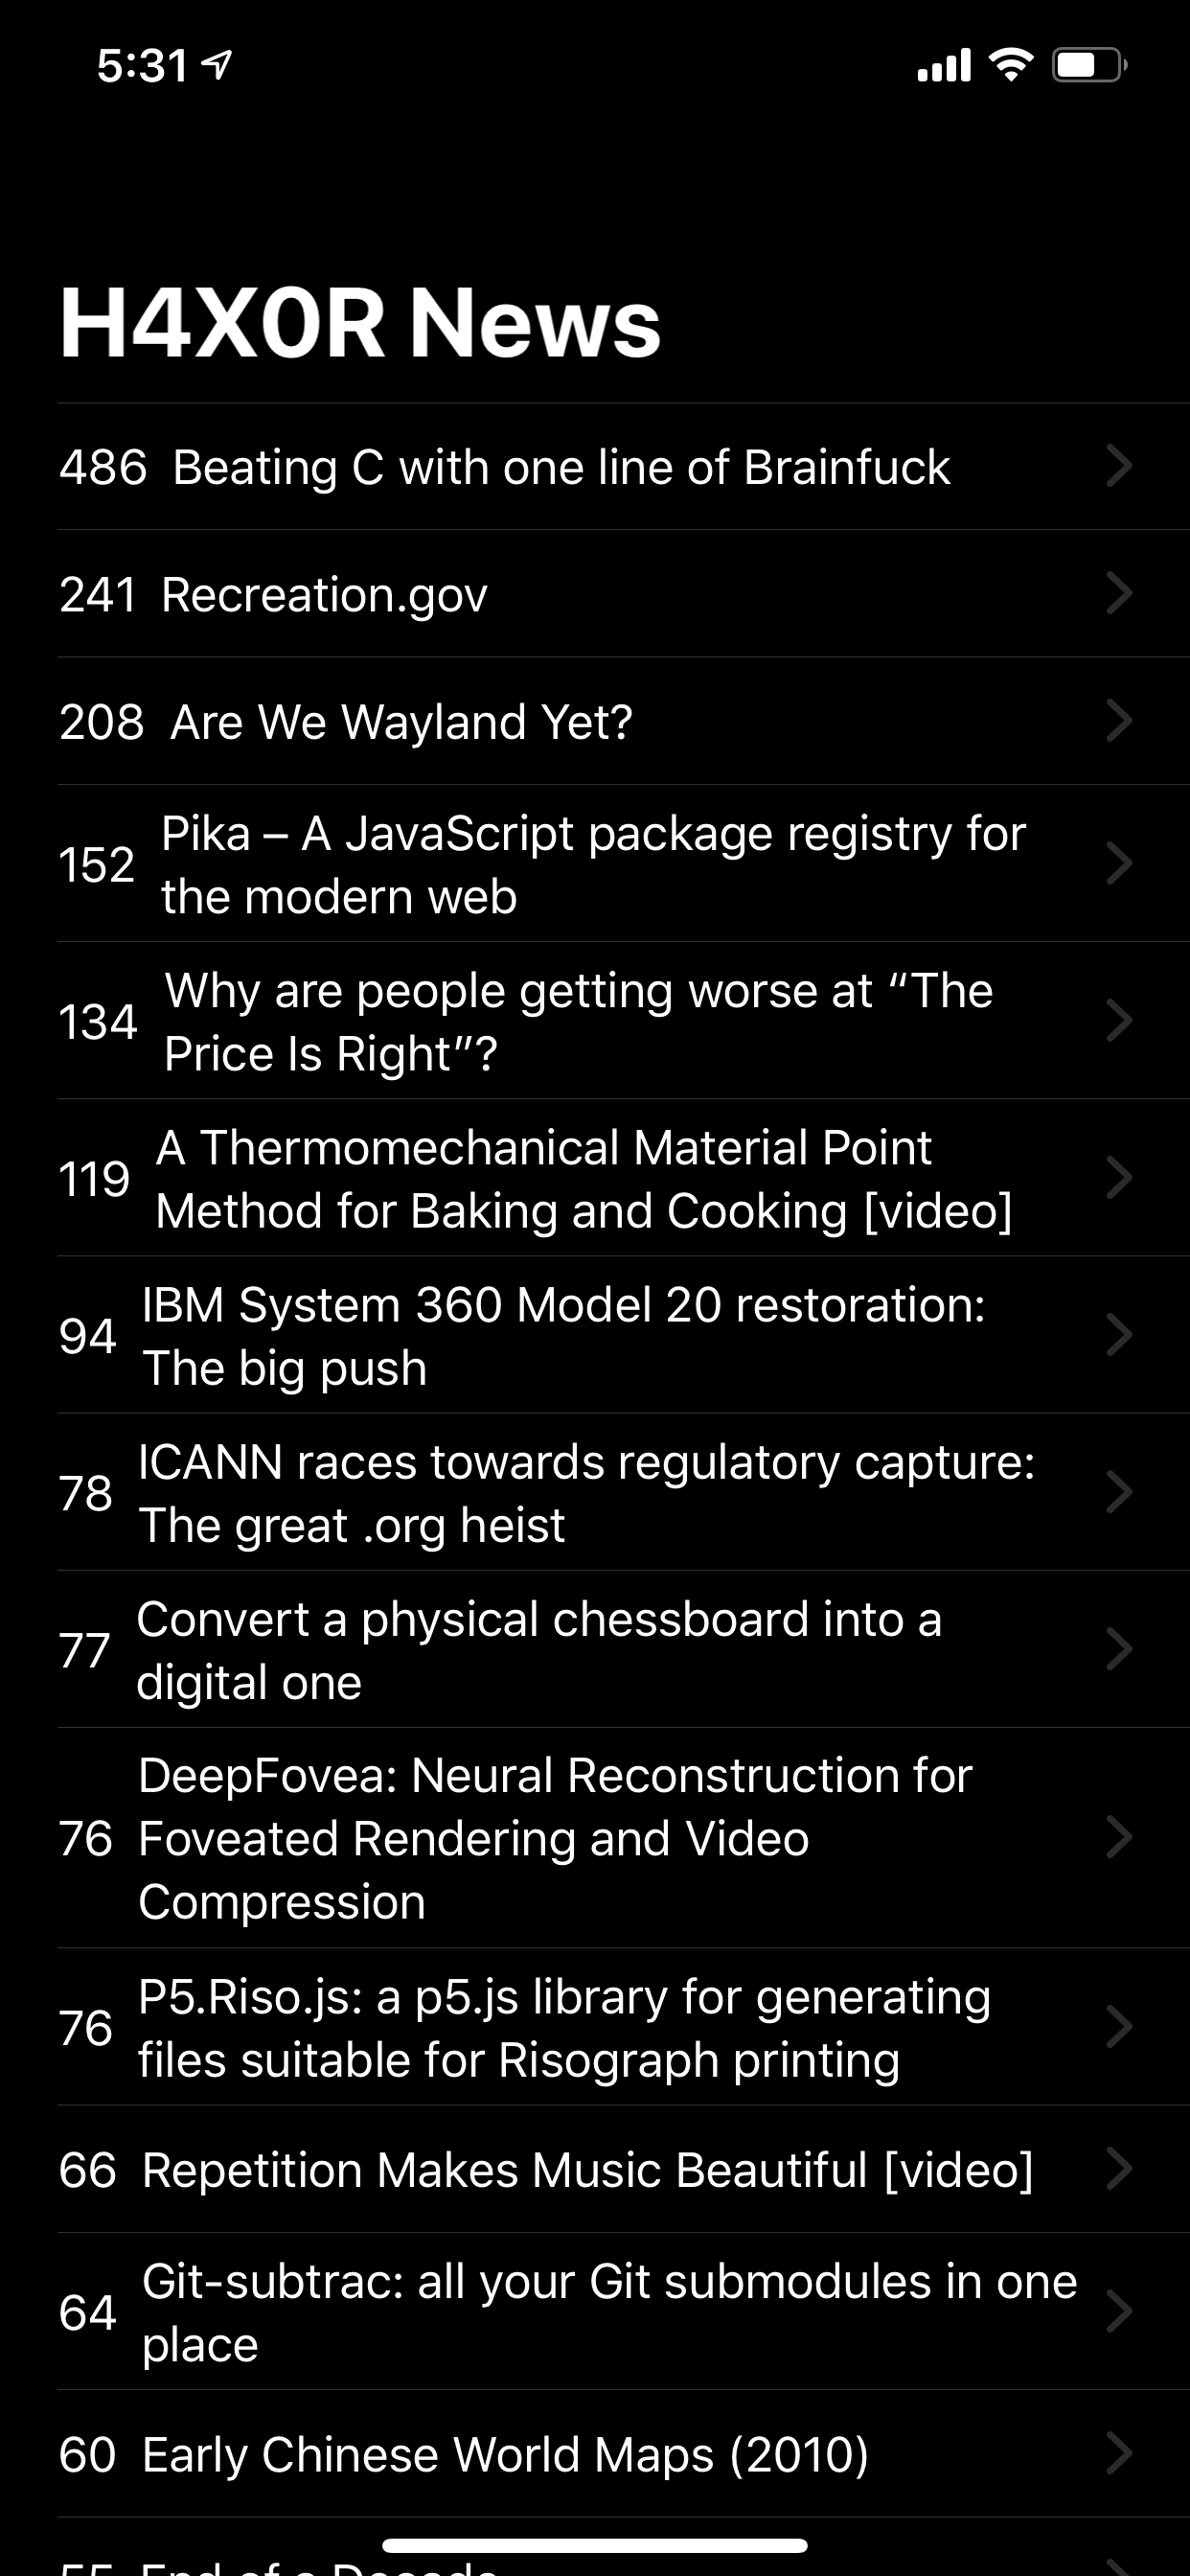 5:31
H4X0R News
486 Beating C with one line of Brainfuck
241 Recreation.gov
208 Are We Wayland Yet?
152 Pika – A JavaScript package registry for
the modern web
134 Why are people getting worse at “The
Price Is Right”?
119 A Thermomechanical Material Point
Method for Baking and Cooking [video]
94 IBM System 360 Model 20 restoration:
The big push
78 ICANN races towards regulatory capture:
The great .org heist
77 Convert a physical chessboard into a
digital one
DeepFovea: Neural Reconstruction for
76 Foveated Rendering and Video
Compression
76 P5.Riso.js: a p5.js library for generating
files suitable for Risograph printing
66 Repetition Makes Music Beautiful [video]
64 Git-subtrac: all your Git submodules in one
place
60 Early Chinese World Maps (2010)
55 End of a Decade